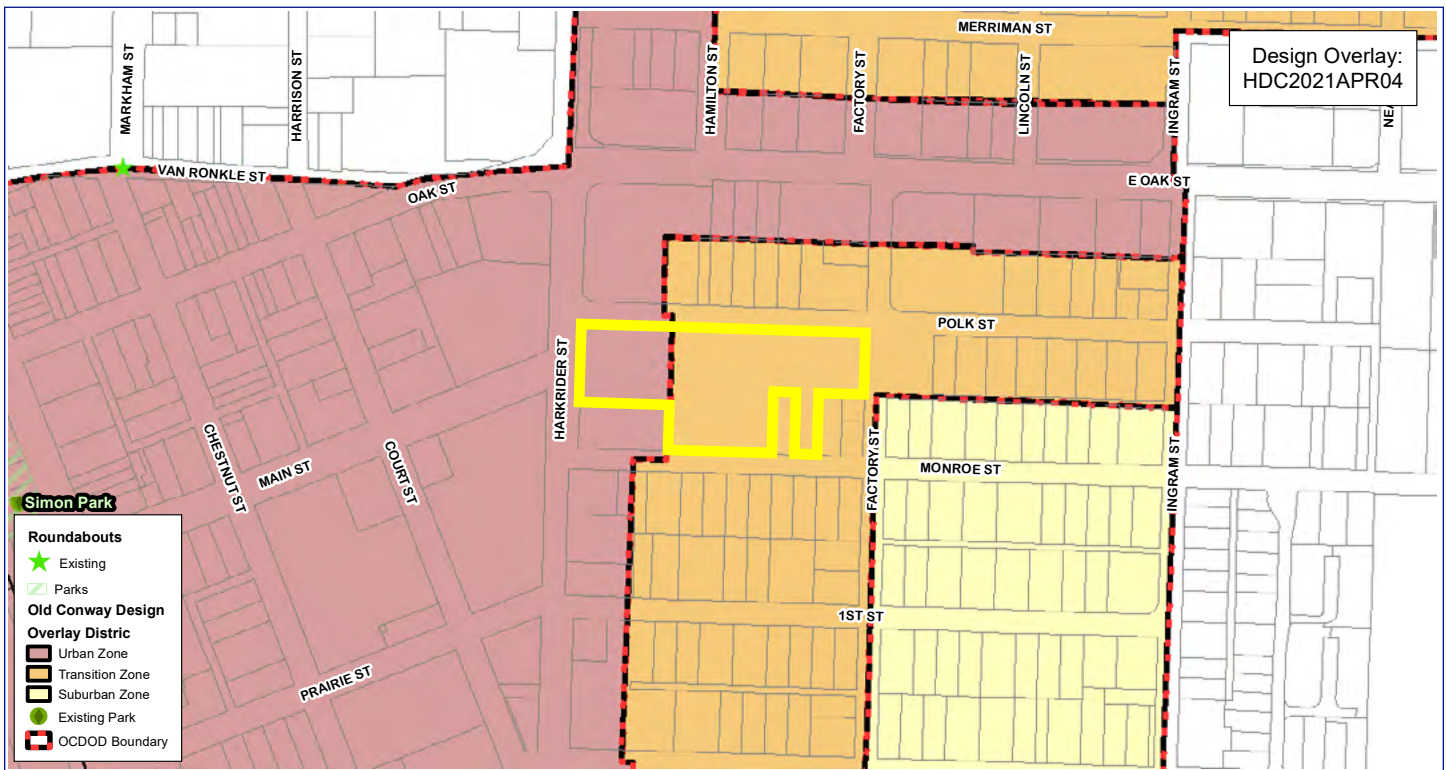 MERRIMAN ST
Design Overlay:
HDC2021APR04
MARKHAM ST
HARRISON ST
HAMILTON ST
FACTORY ST
LINCOLN ST
INGRAM ST
NEA
VAN RONKLE ST
OAK ST
E OAK ST
POLK ST
HARKRIDER ST
CHESTNUT ST
MAIN ST
COURT ST
FACTORY ST
MONROE ST
INGRAM ST
Simon Park
1ST ST
PRAIRIE ST
Roundabouts
Existing
Parks
Old Conway Design
Overlay Distric
Urban Zone
Transition Zone
Suburban Zone
Existing Park
OCDOD Boundary